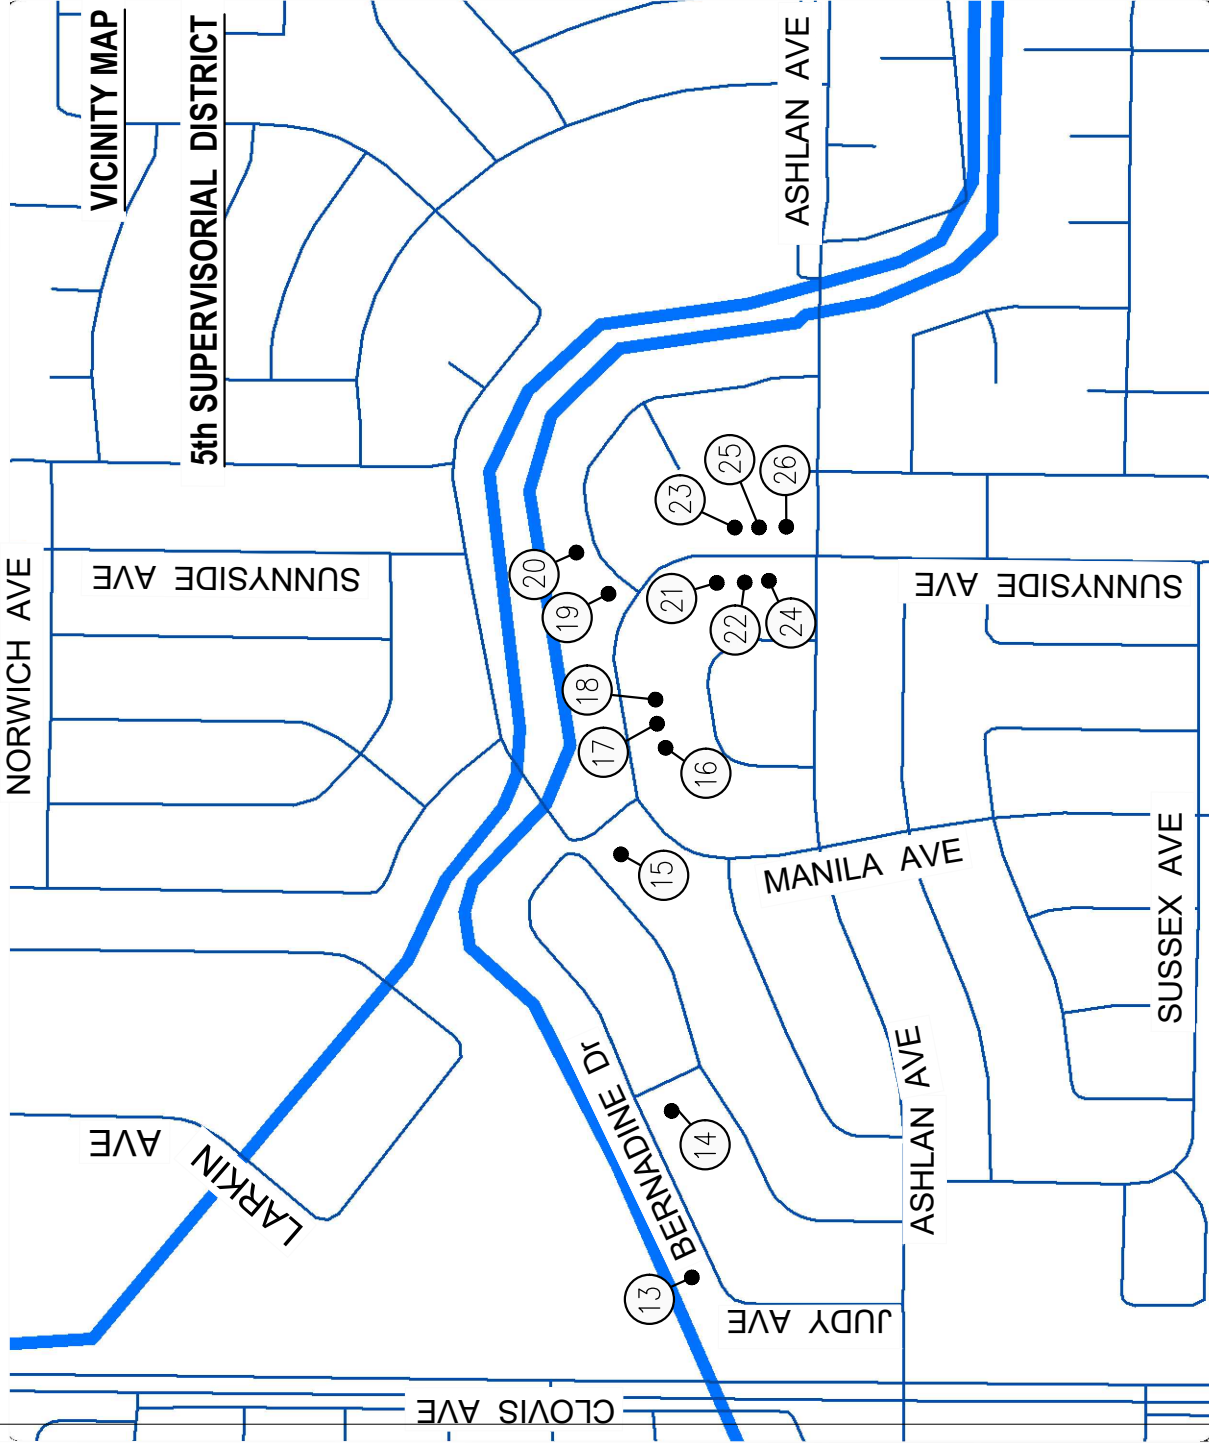 VICINITY MAP
5th SUPERVISORIAL DISTRICT
NORWICH AVE
SUNNYSIDE AVE
ASHLAN AVE
SUNNYSIDE AVE
20
19
18
17
16
15
21
22
24
23
25
26
MANILA AVE
SUSSEX AVE
LARKIN AVE
BERNADINE Dr
14
13
ASHLAN AVE
JUDY AVE
CLOVIS AVE